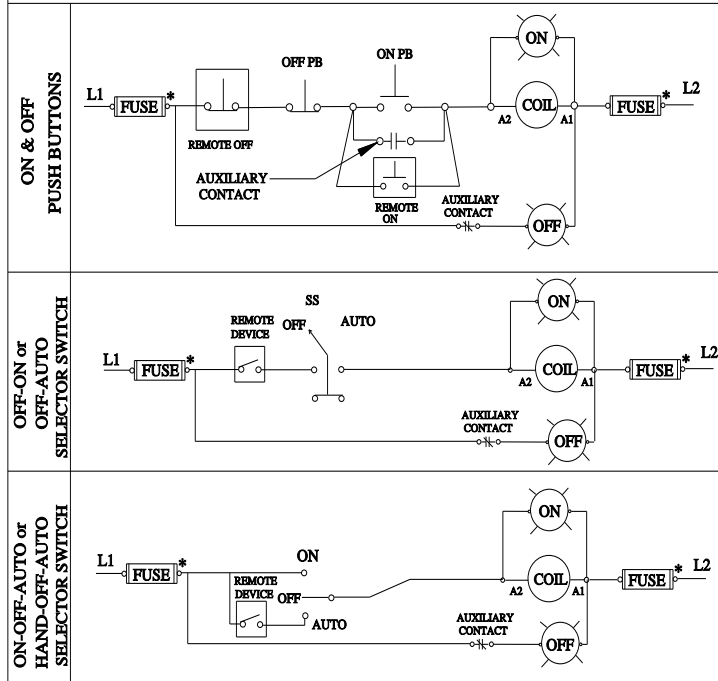 ON & OFF
PUSH BUTTONS
L1
FUSE
*
REMOTE OFF
OFF PB
ON PB
AUXILIARY
CONTACT
REMOTE
ON
AUXILIARY
CONTACT
ON
A2
COIL
A1
OFF
FUSE
*
L2
OFF-ON or
OFF-AUTO
SELECTOR SWITCH
L1
FUSE
*
REMOTE
DEVICE
SS
OFF
AUTO
AUXILIARY
CONTACT
ON
A2
COIL
A1
OFF
FUSE
*
L2
ON-OFF-AUTO or
HAND-OFF-AUTO
SELECTOR SWITCH
L1
FUSE
*
REMOTE
DEVICE
ON
OFF
AUTO
AUXILIARY
CONTACT
ON
A2
COIL
A1
OFF
FUSE
*
L2